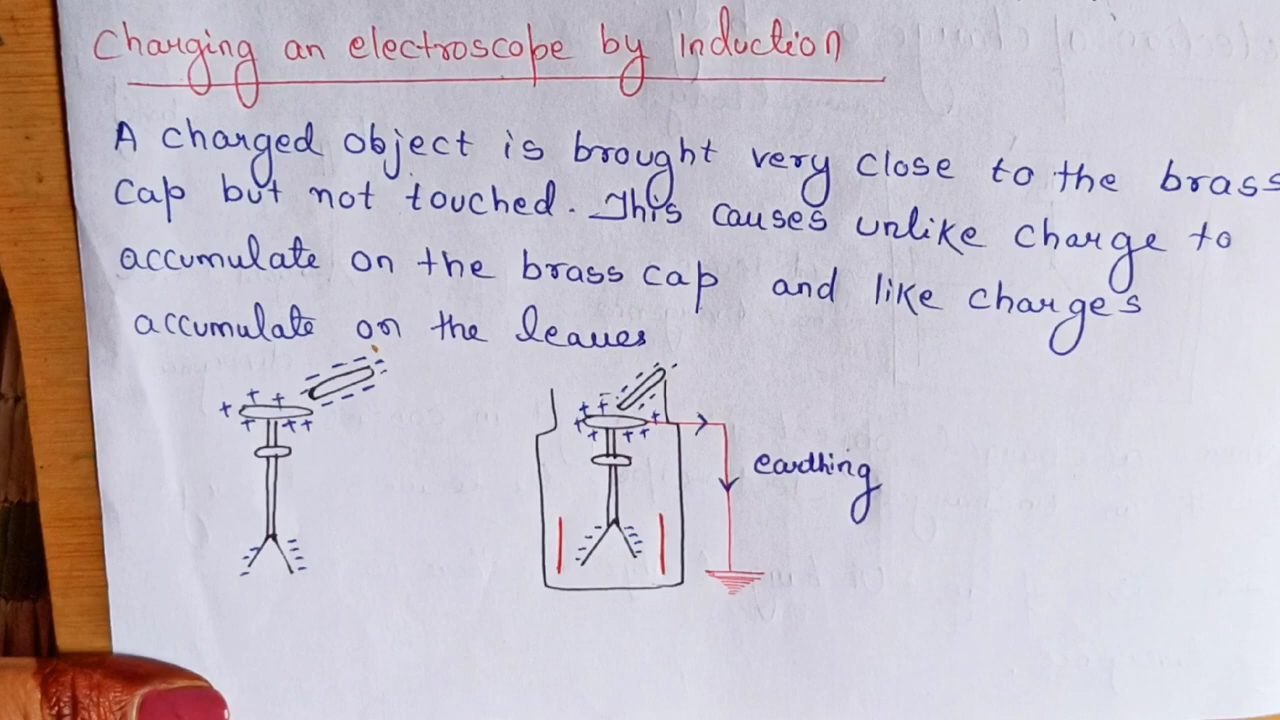 Charging an electroscope by induction
A charged object is brought very close to the brass
cap but not touched. This causes unlike charge to
accumulate on the brass cap and like charges
accumulate on the leaves
earthing